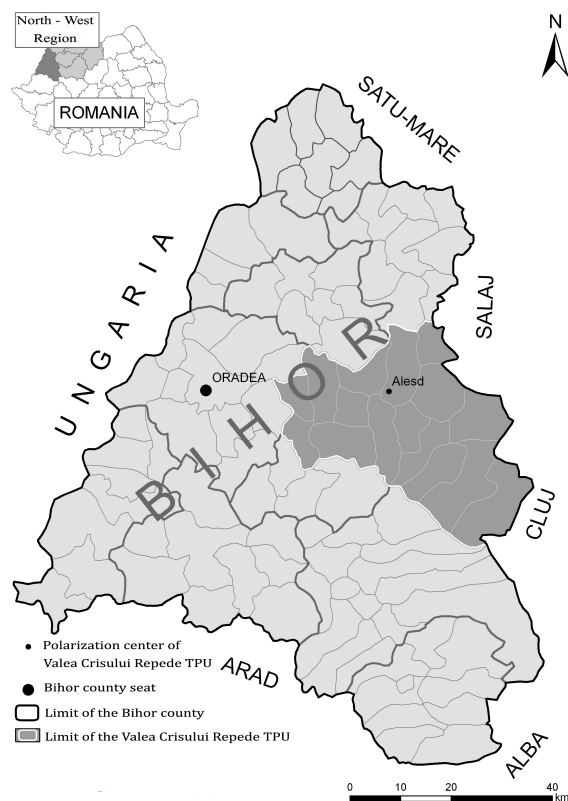 North - West
Region
ROMANIA
N
SATU-MARE
UNGARIA
SALAJ
BIHOR
ORADEA
Alesd
CLUJ
ARAD
ALBA
Polarization center of
Valea Crisului Repede TPU
Bihor county seat
Limit of the Bihor county
Limit of the Valea Crisului Repede TPU
0 10 20 40
km